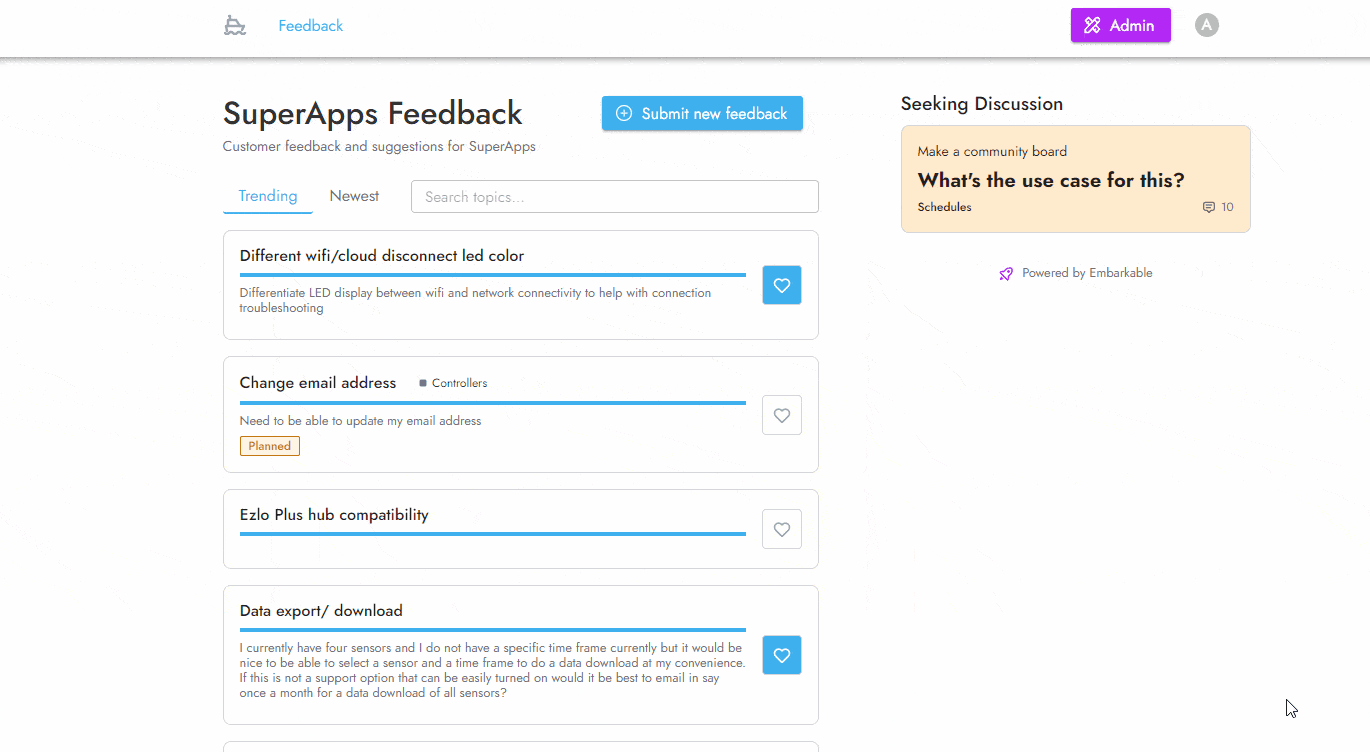 Feedback
Admin
A
SuperApps Feedback
Submit new feedback
Customer feedback and suggestions for SuperApps
Trending
Newest
Search topics...
Different wifi/cloud disconnect led color
Differentiate LED display between wifi and network connectivity to help with connection
troubleshooting
Change email address
Controllers
Need to be able to update my email address
Planned
Ezlo Plus hub compatibility
Data export/ download
I currently have four sensors and I do not have a specific time frame currently but it would be
nice to be able to select a sensor and a time frame to do a data download at my convenience.
If this is not a support option that can be easily turned on would it be best to email in say
once a month for a data download of all sensors?
Seeking Discussion
Make a community board
What's the use case for this?
Schedules
10
Powered by Embarkable